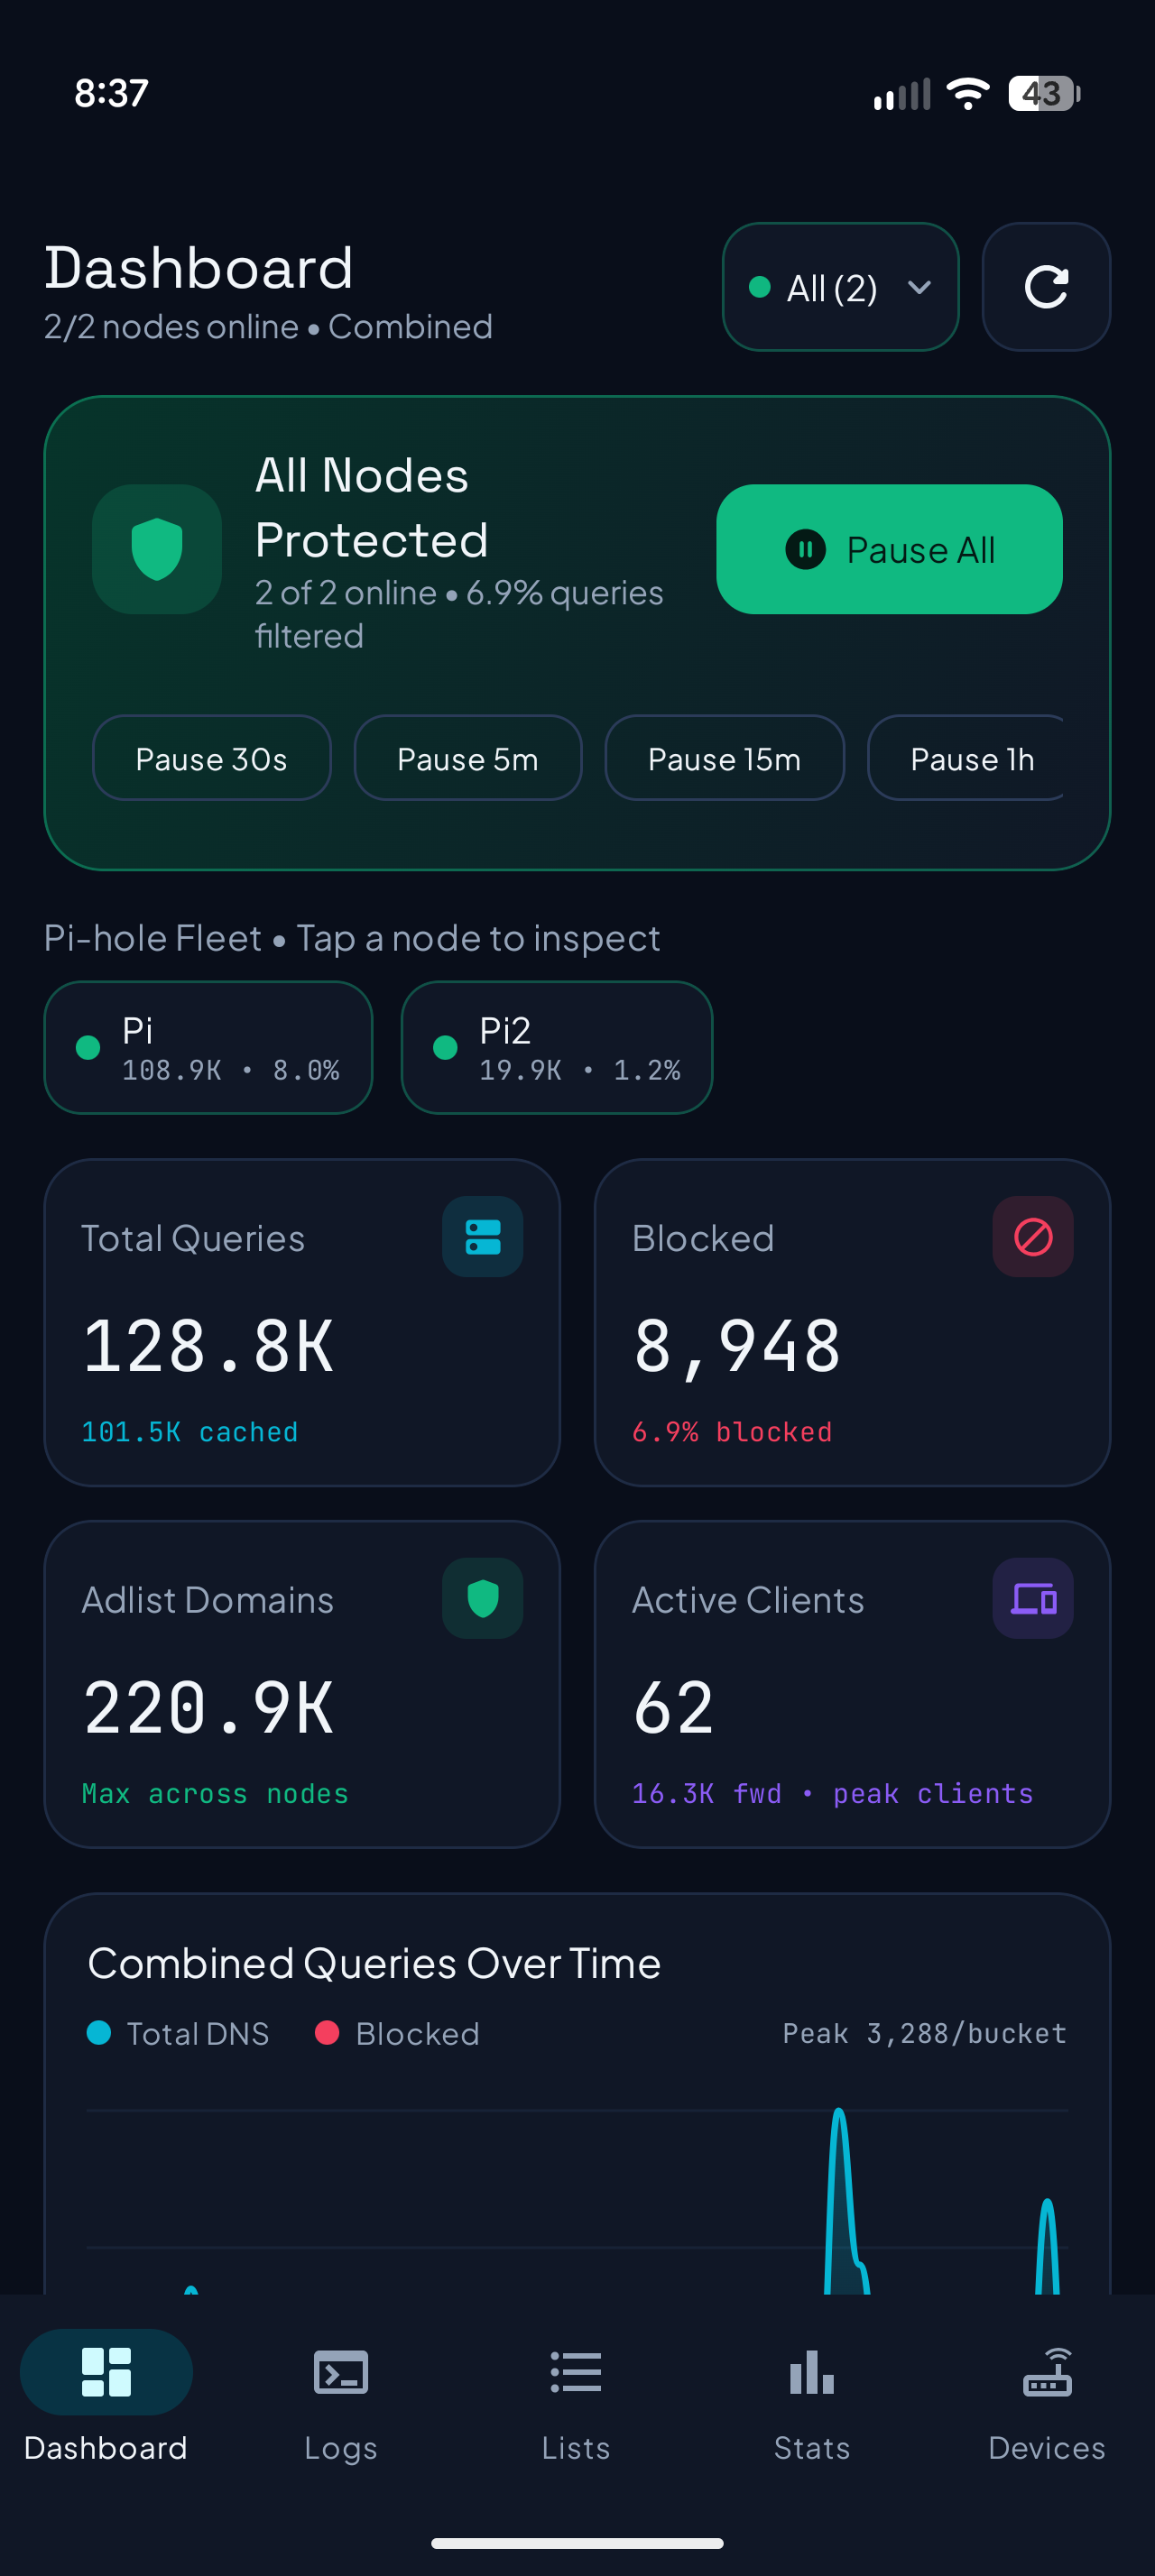 8:37
43
Dashboard
2/2 nodes online • Combined
All (2)
All Nodes
Protected
2 of 2 online • 6.9% queries
filtered
Pause All
Pause 30s
Pause 5m
Pause 15m
Pause 1h
Pi-hole Fleet • Tap a node to inspect
Pi
108.9K • 8.0%
Pi2
19.9K • 1.2%
Total Queries
128.8K
101.5K cached
Blocked
8,948
6.9% blocked
Adlist Domains
220.9K
Max across nodes
Active Clients
62
16.3K fwd • peak clients
Combined Queries Over Time
Total DNS
Blocked
Peak 3,288/bucket
Dashboard
Logs
Lists
Stats
Devices